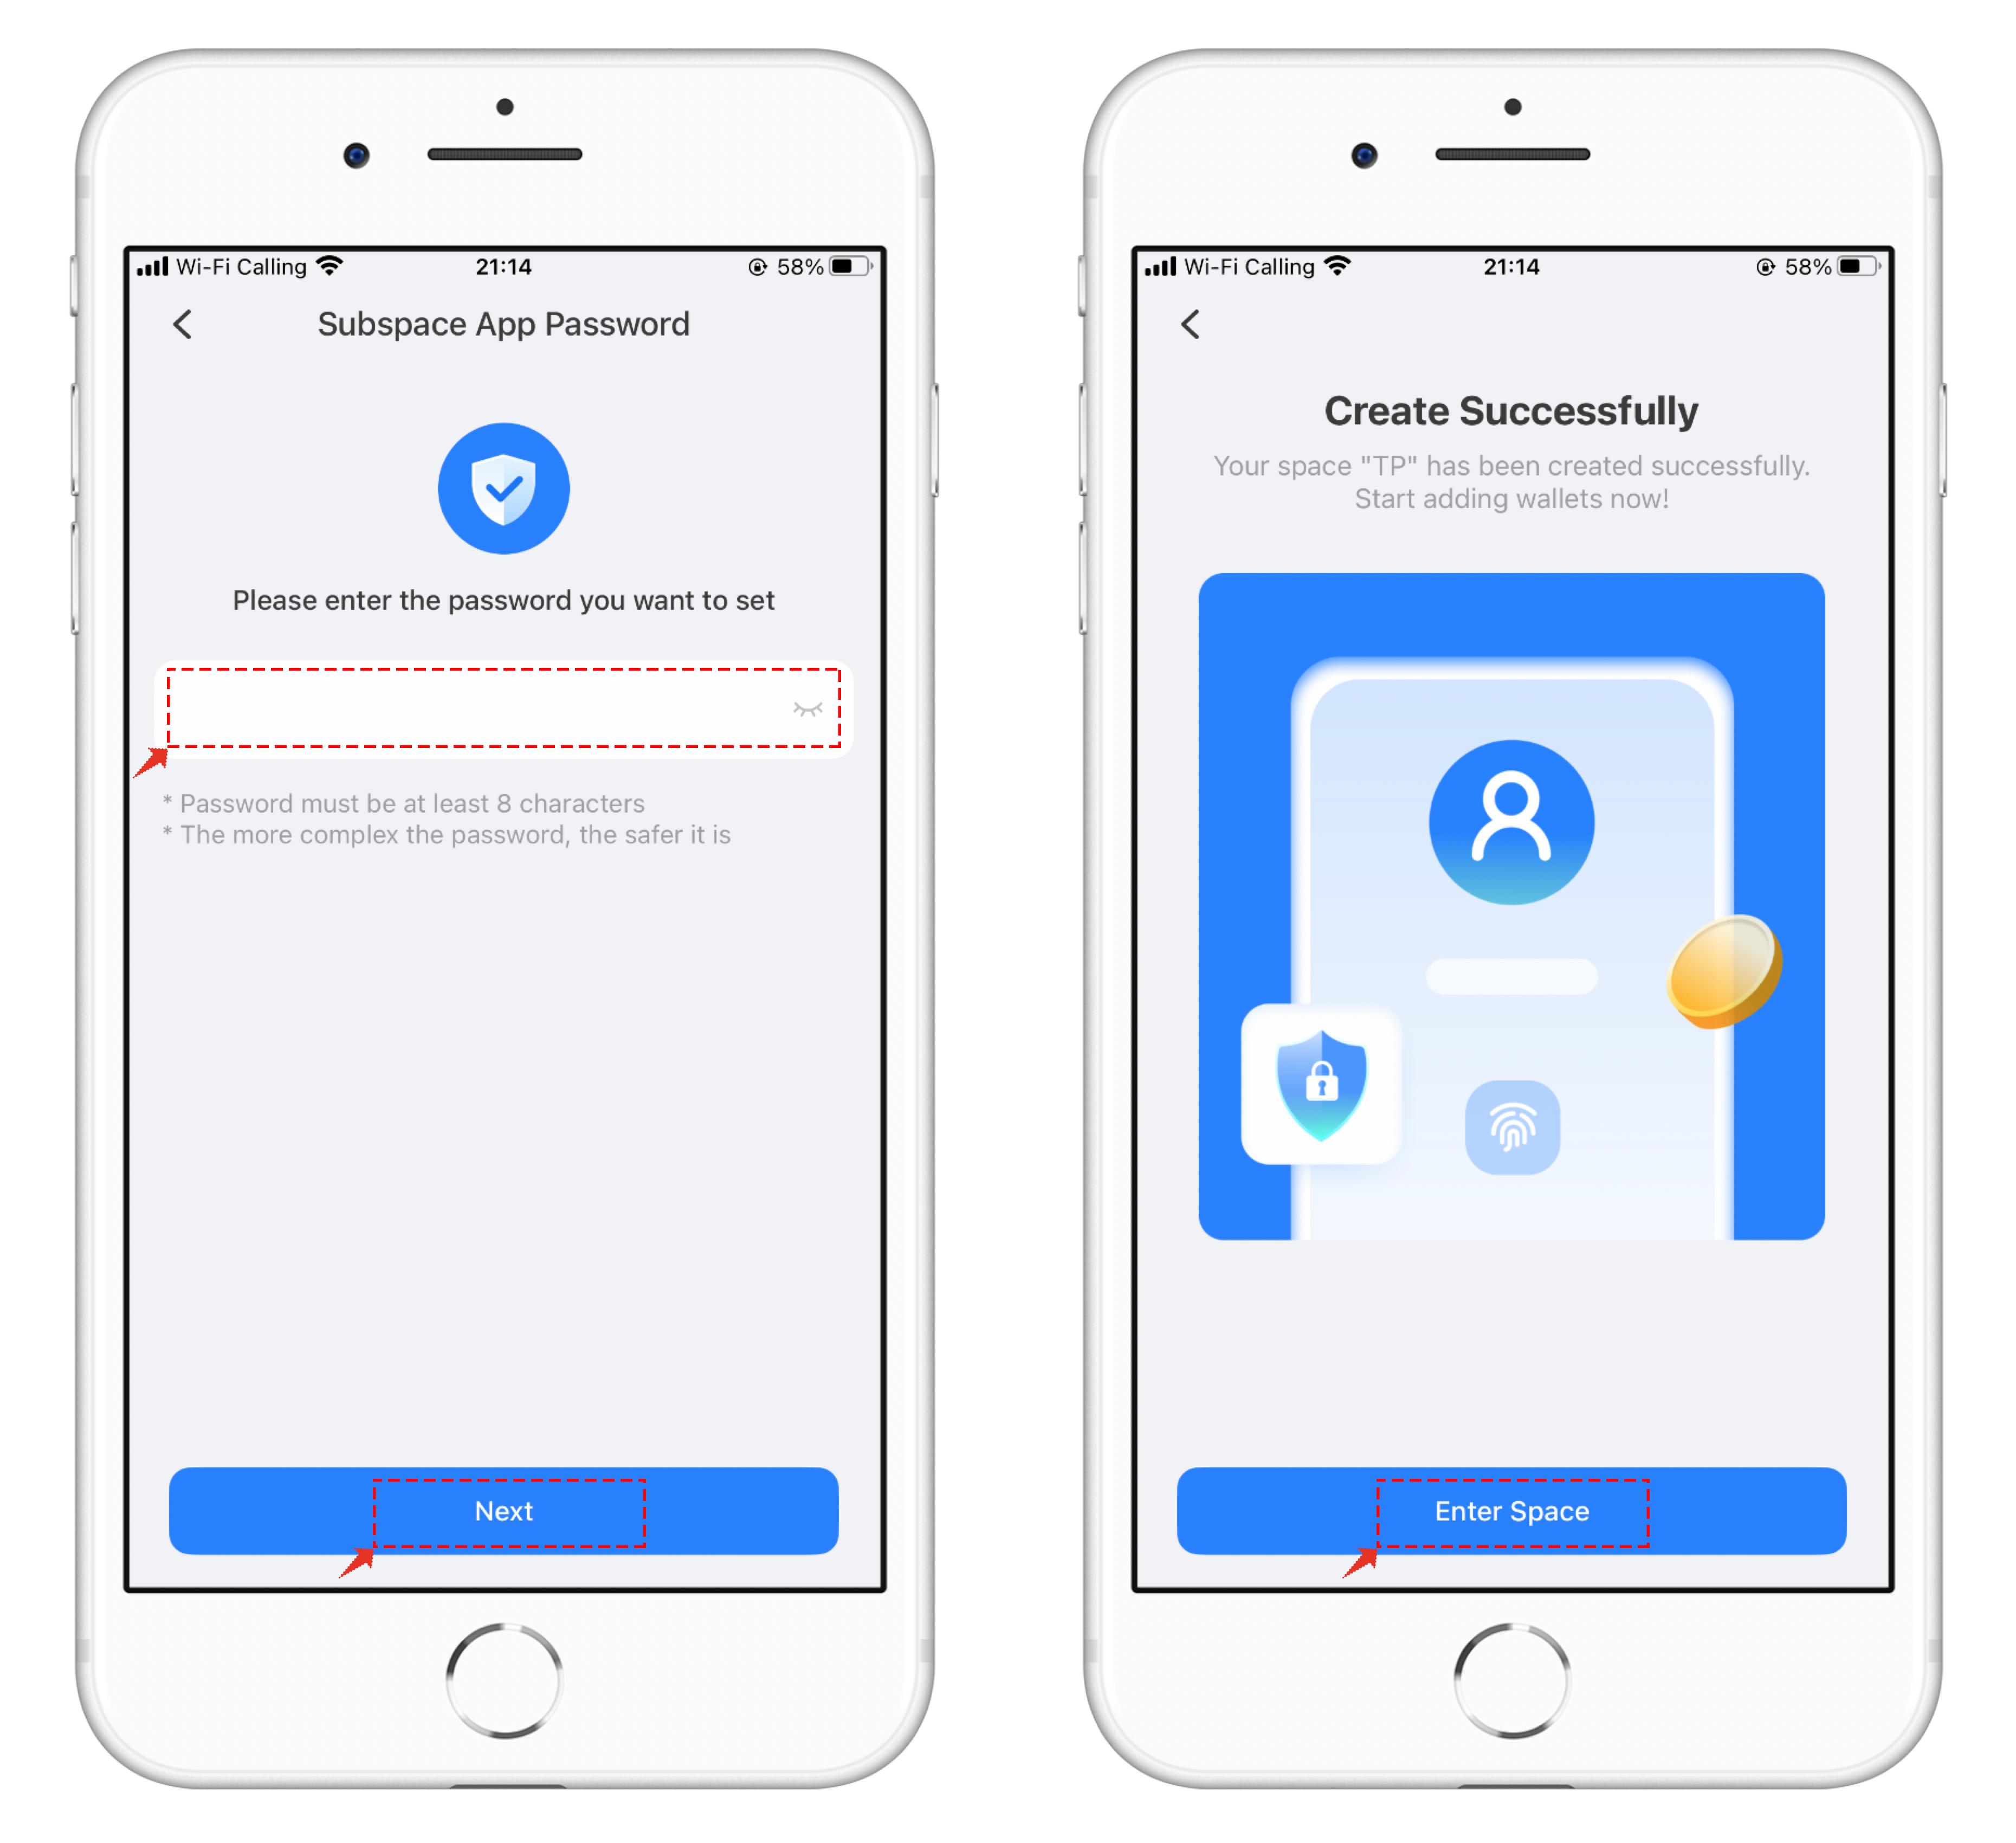 Wi-Fi Calling 21:14 58%
Subspace App Password
Please enter the password you want to set
* Password must be at least 8 characters
* The more complex the password, the safer it is
Next
Wi-Fi Calling 21:14 58%
Create Successfully
Your space "TP" has been created successfully.
Start adding wallets now!
Enter Space